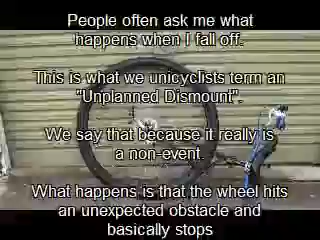 People often ask me what
happens when I fall off.
This is what we unicyclists term an
"Unplanned Dismount".
We say that because it really is
a non-event.
What happens is that the wheel hits
an unexpected obstacle and
basically stops